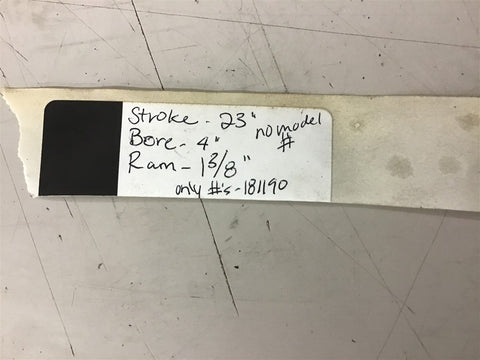 Stroke - 23" no model
Bore - 4" #
Ram - 1 3/8"
only #'s - 181190